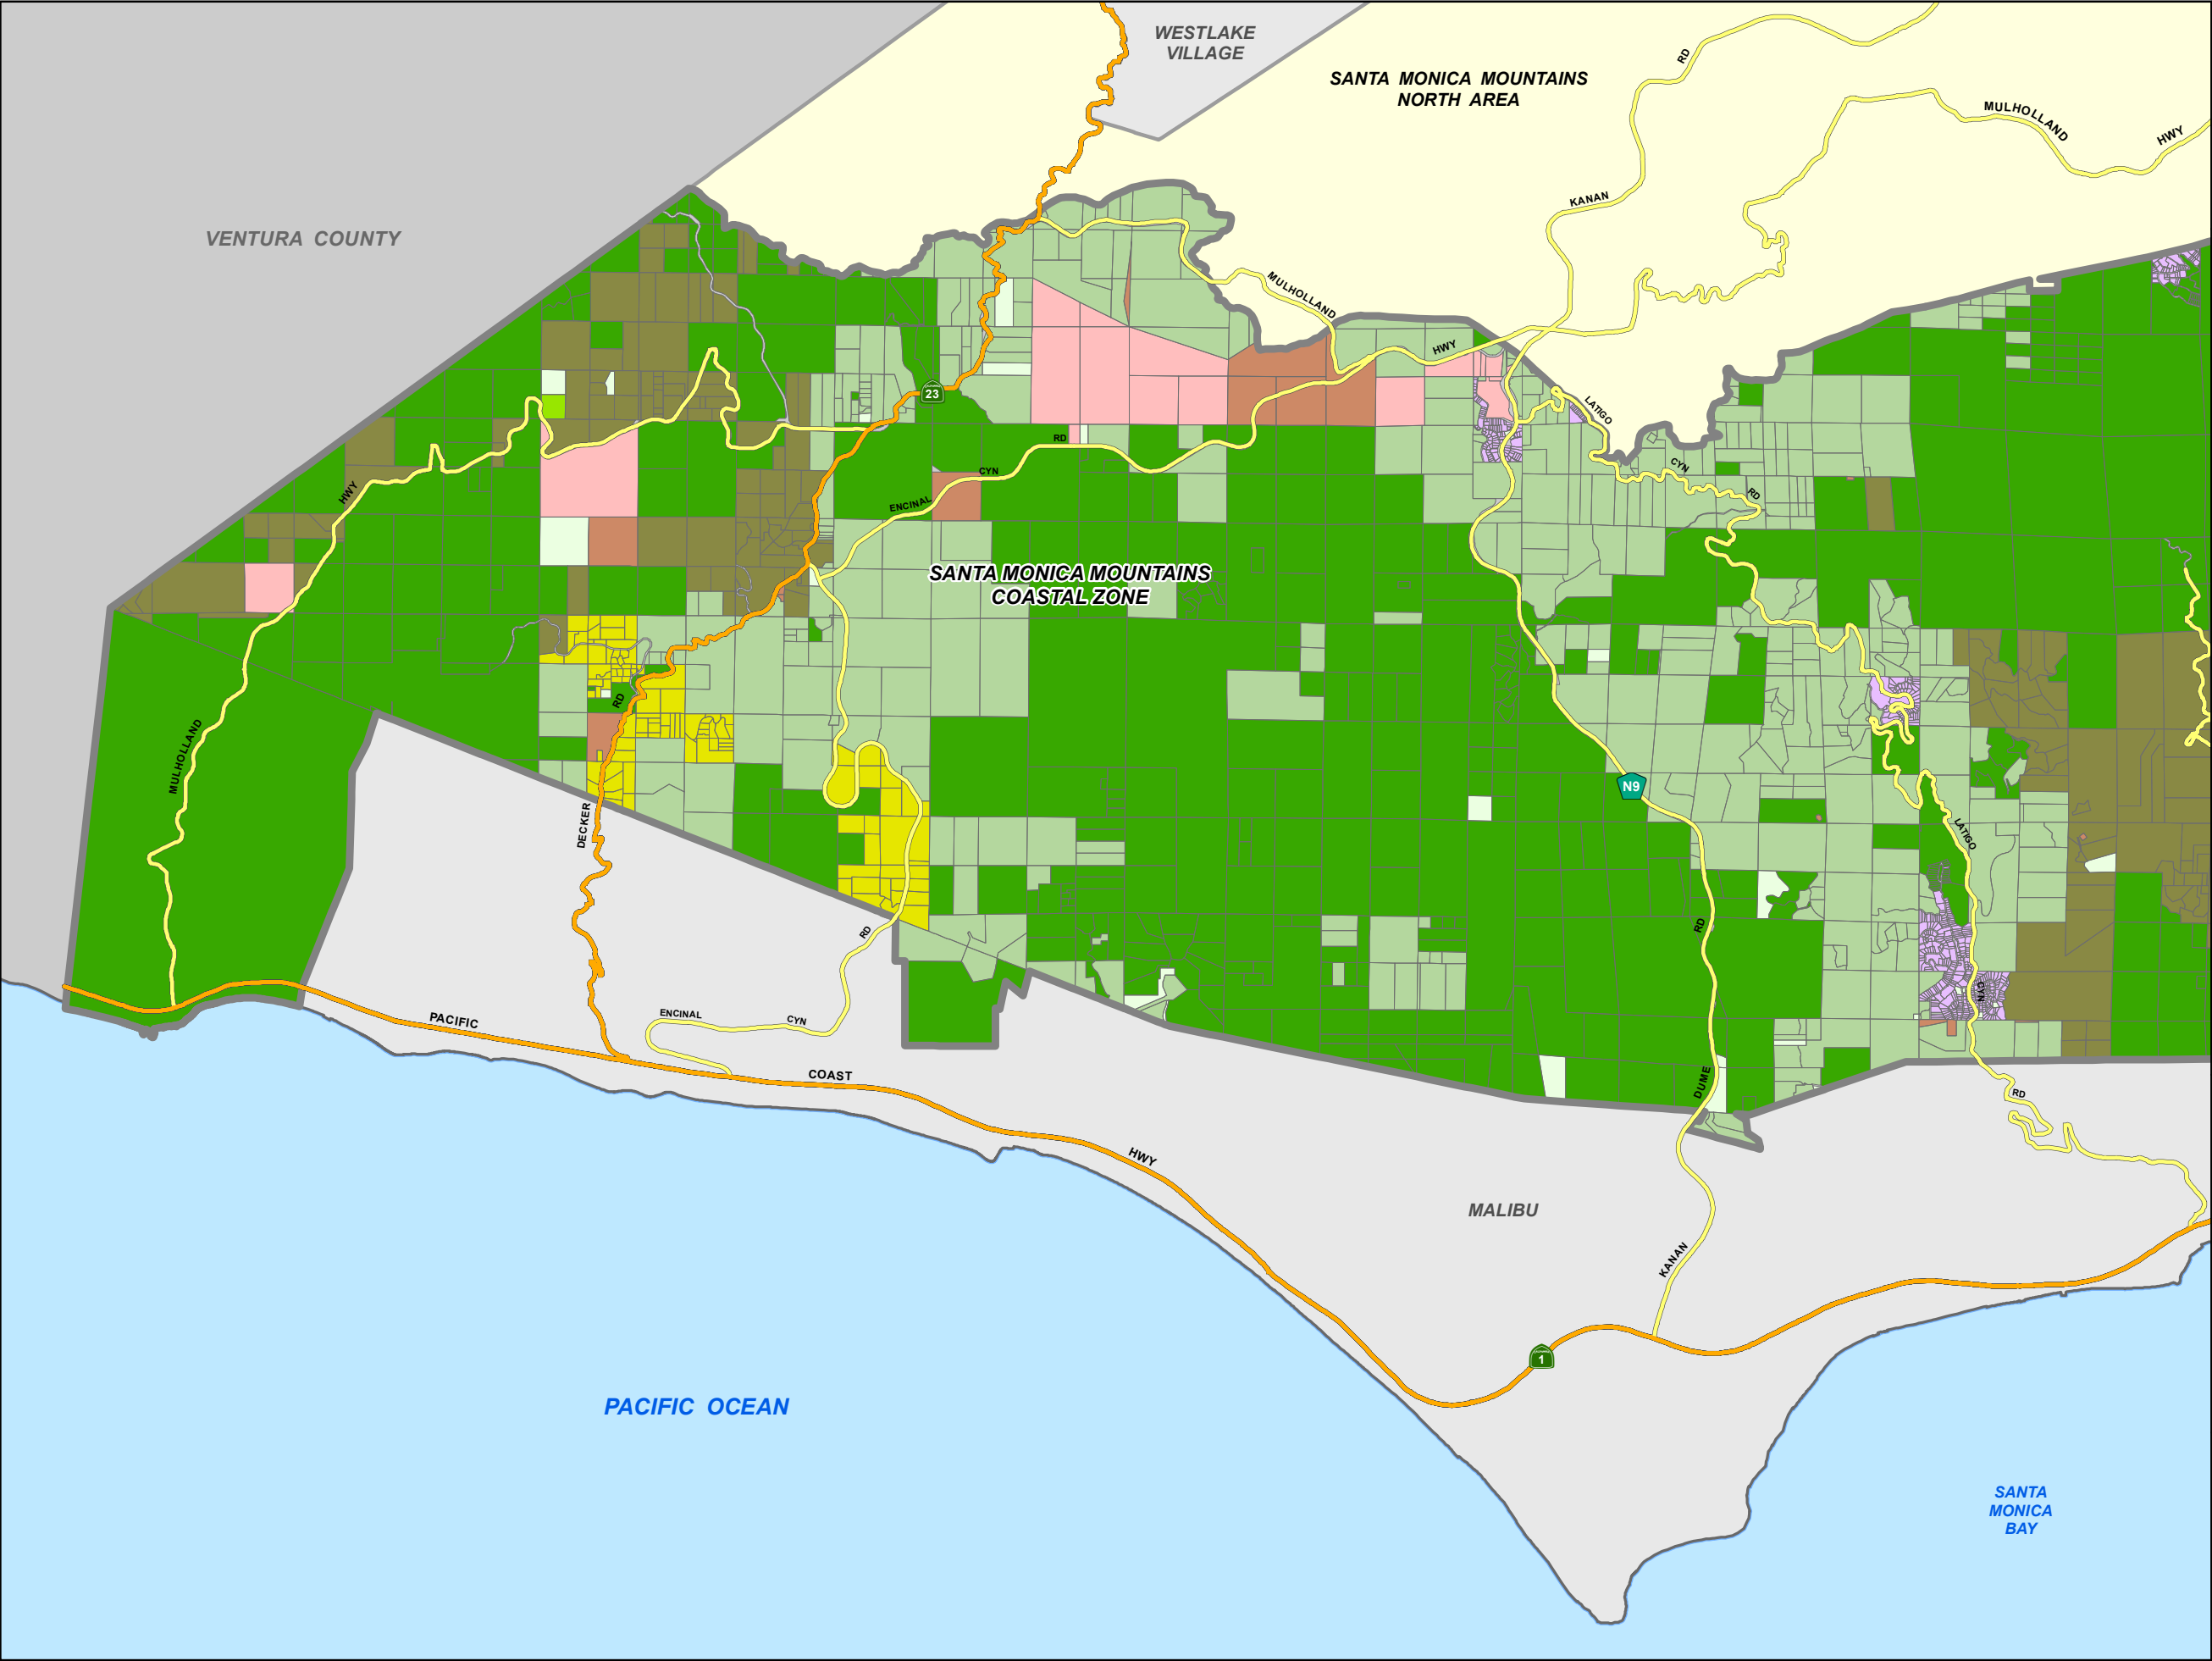 WESTLAKE
VILLAGE
SANTA MONICA MOUNTAINS
NORTH AREA
RD
MULHOLLAND
HWY
KANAN
VENTURA COUNTY
MULHOLLAND
HWY
23
LATIGO
RD
CYN
CYN
RD
HWY
ENCINAL
SANTA MONICA MOUNTAINS
COASTAL ZONE
RD
MULHOLLAND
N9
DECKER
LATIGO
RD
RD
CYN
ENCINAL
CYN
PACIFIC
COAST
DUME
RD
HWY
MALIBU
KANAN
1
PACIFIC OCEAN
SANTA
MONICA
BAY